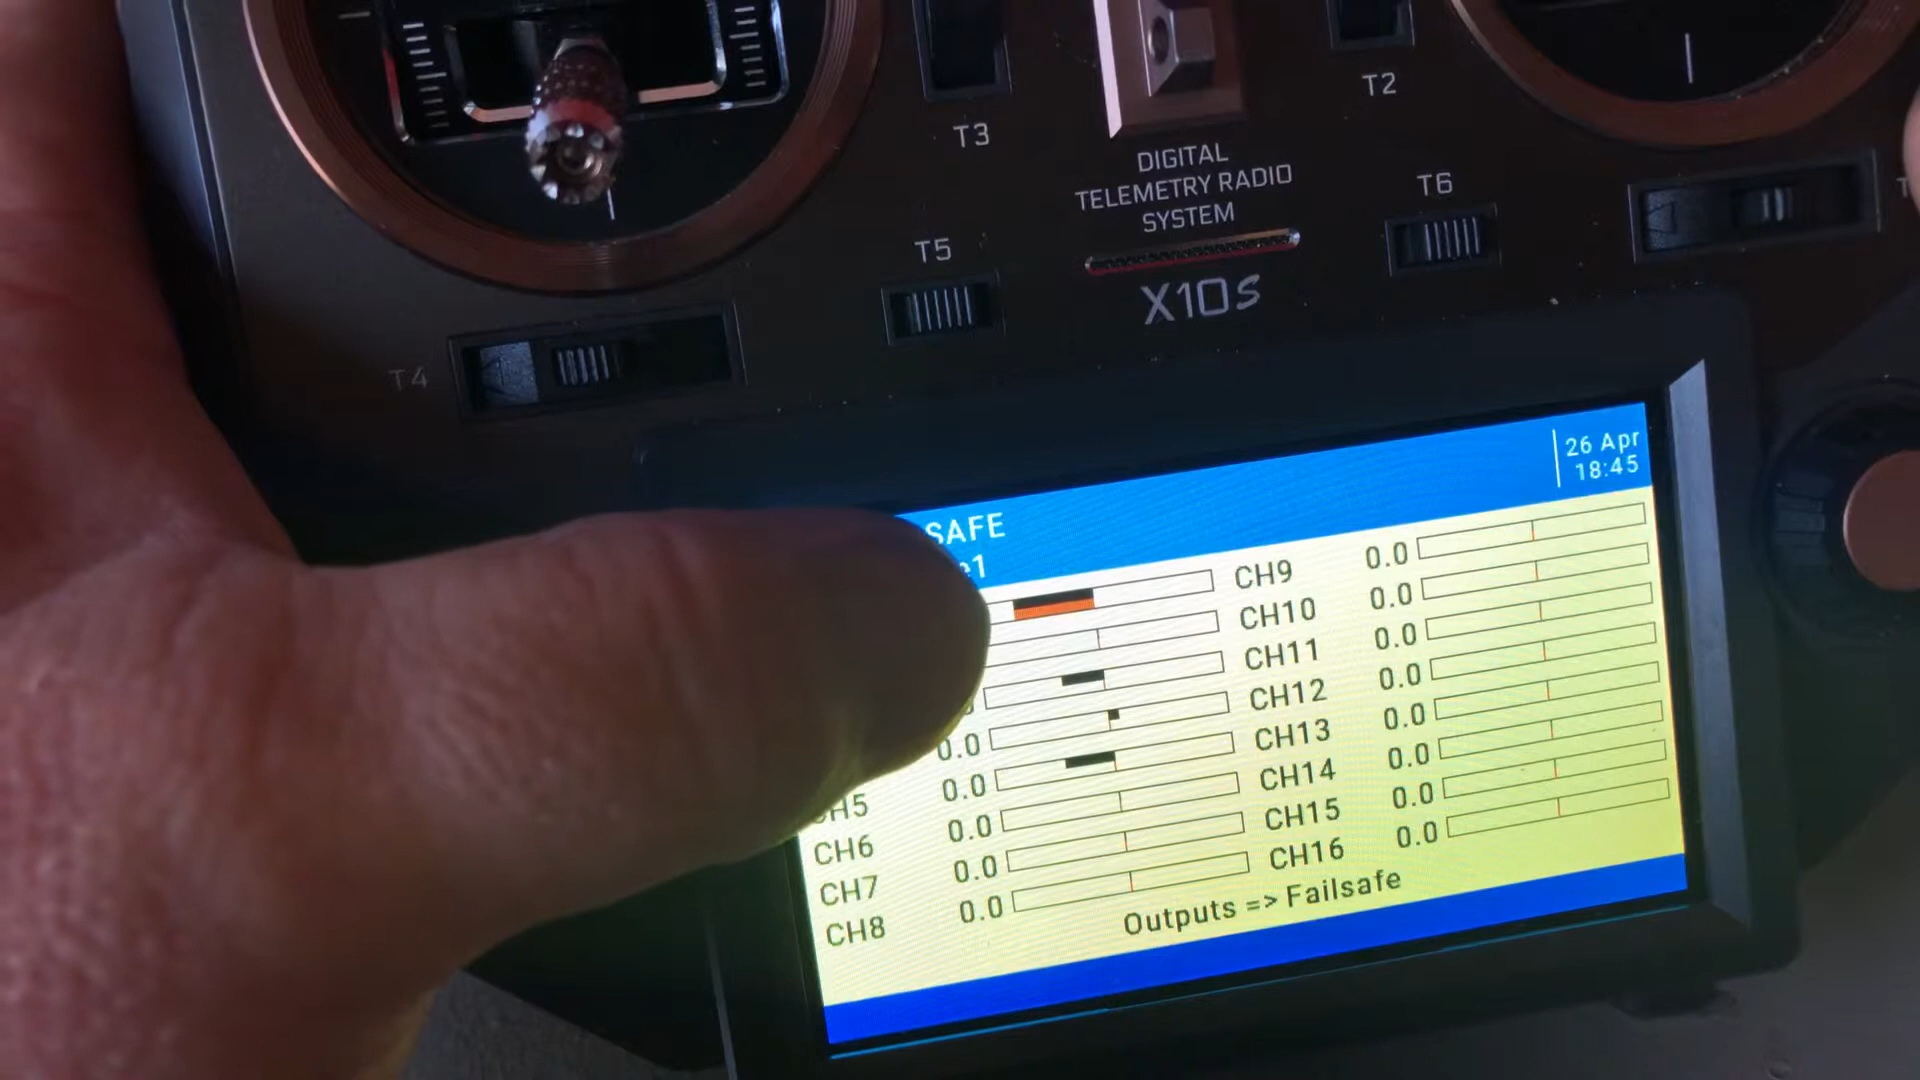 T3
T2
DIGITAL
TELEMETRY RADIO
SYSTEM
T5
T6
X10S
T4
26 Apr
18:45
SAFE
e1
CH9 0.0
CH10 0.0
CH11 0.0
0.0 CH12 0.0
H5 0.0 CH13 0.0
CH6 0.0 CH14 0.0
CH7 0.0 CH15 0.0
CH8 0.0 CH16 0.0
Outputs => Failsafe